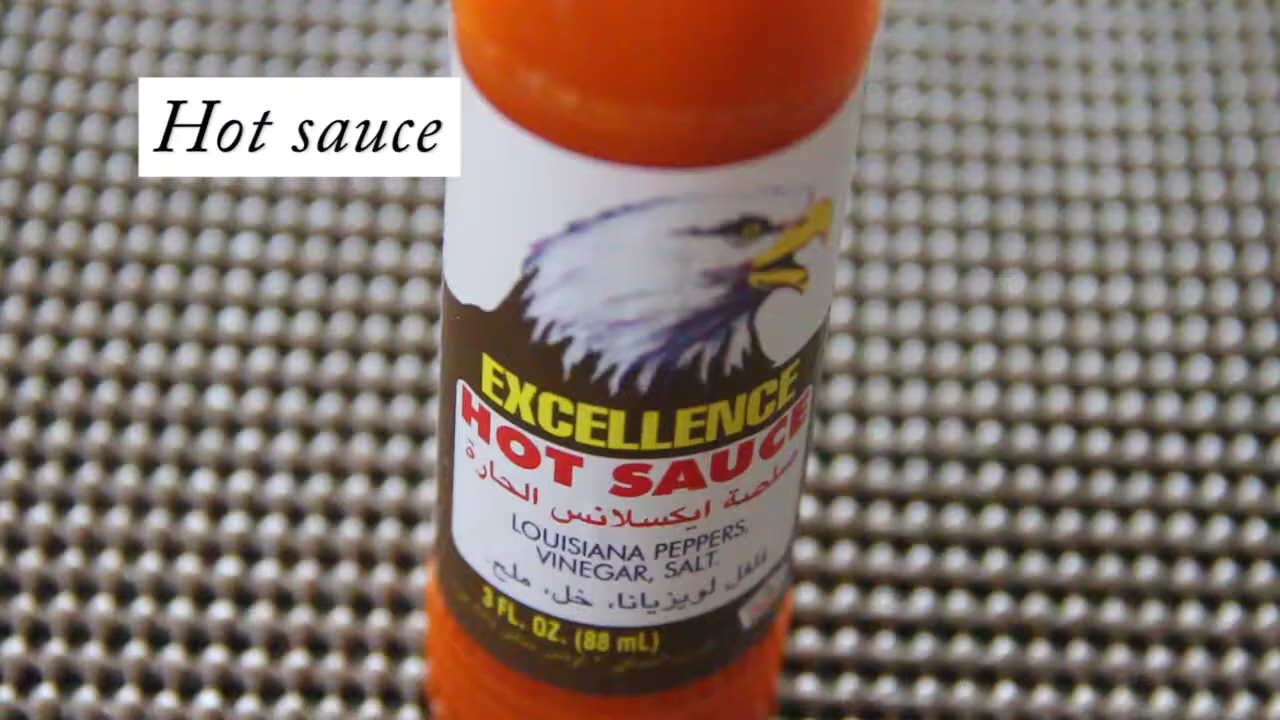 Hot sauce
EXCELLENCE
HOT SAUCE
صلصة ايكسلانس الحارة
LOUISIANA PEPPERS,
VINEGAR, SALT.
فلفل لويزيانا، خل، ملح
3 FL. OZ. (88 mL)